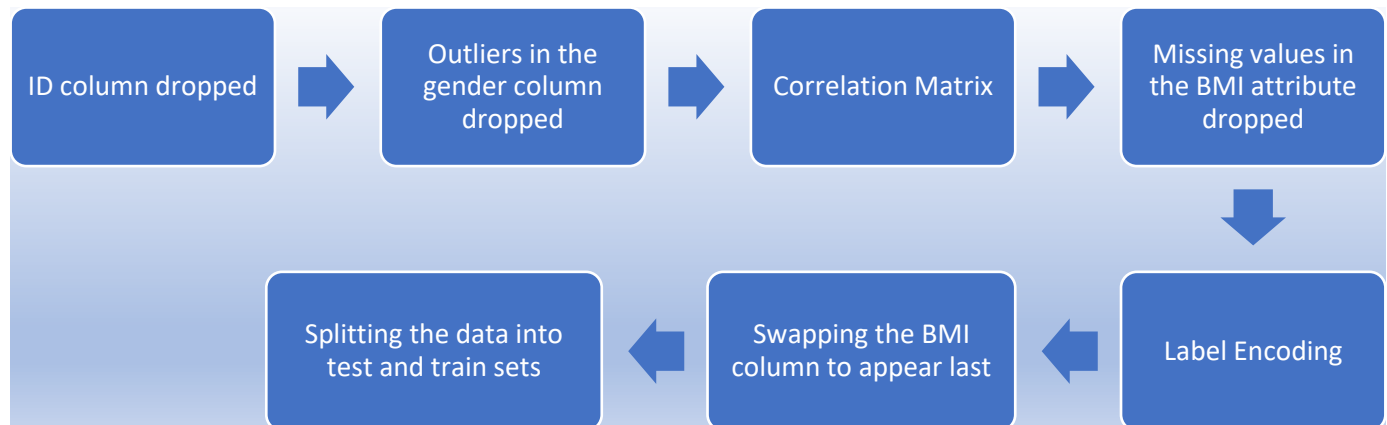 ID column dropped
Outliers in the
gender column
dropped
Correlation Matrix
Missing values in
the BMI attribute
dropped
Label Encoding
Swapping the BMI
column to appear last
Splitting the data into
test and train sets